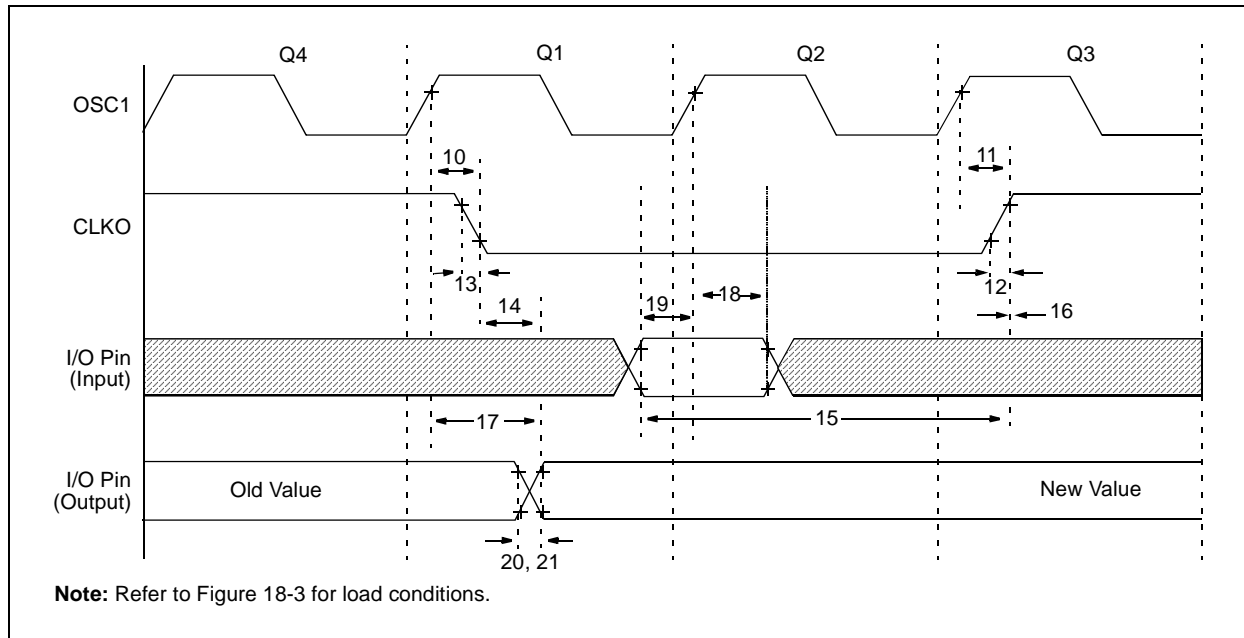 Q4 Q1 Q2 Q3
OSC1
10 11
CLKO
13 12
14 19 18 16
I/O Pin
(Input)
17 15
I/O Pin
(Output)
Old Value New Value
20, 21
Note: Refer to Figure 18-3 for load conditions.